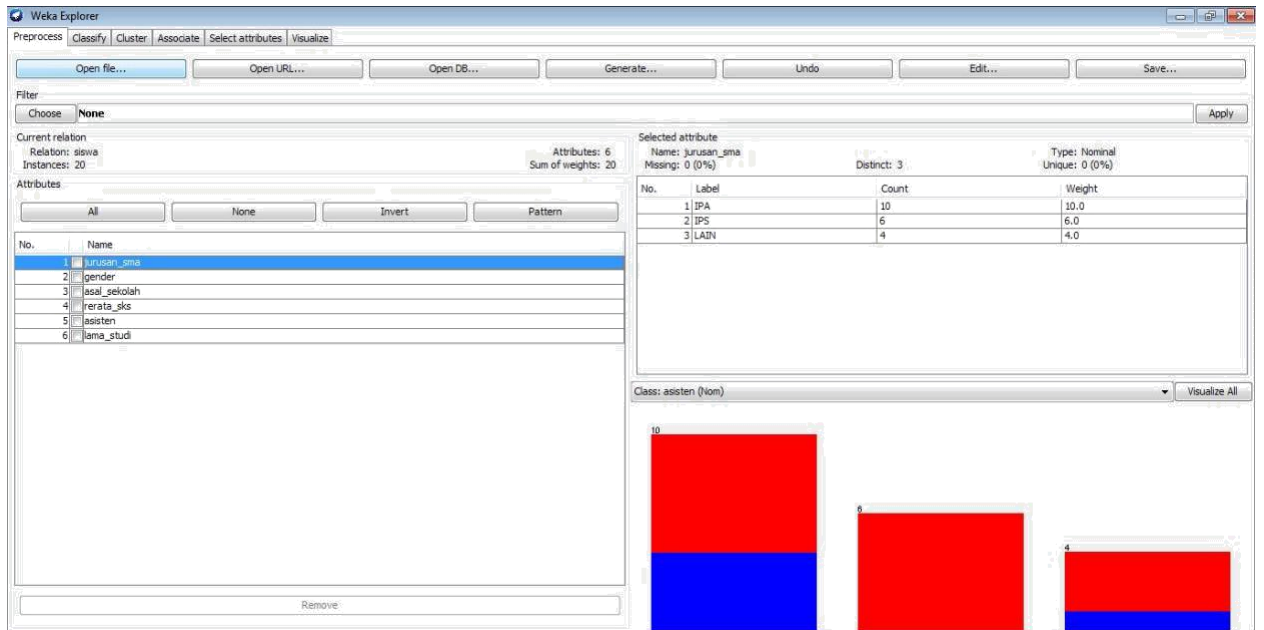 Weka Explorer
Preprocess Classify Cluster Associate Select attributes Visualize
Open file... Open URL... Open DB... Generate... Undo Edit... Save...
Filter
Choose None Apply
Current relation
Relation: siswa Attributes: 6
Instances: 20 Sum of weights: 20
Attributes
All None Invert Pattern
No. Name
1 jurusan_sma
2 gender
3 asal_sekolah
4 rerata_sks
5 asisten
6 lama_studi
Remove
Selected attribute
Name: jurusan_sma Type: Nominal
Missing: 0 (0%) Distinct: 3 Unique: 0 (0%)
No. Label Count Weight
1 IPA 10 10.0
2 IPS 6 6.0
3 LAIN 4 4.0
Class: asisten (Nom) Visualize All
10
6
4